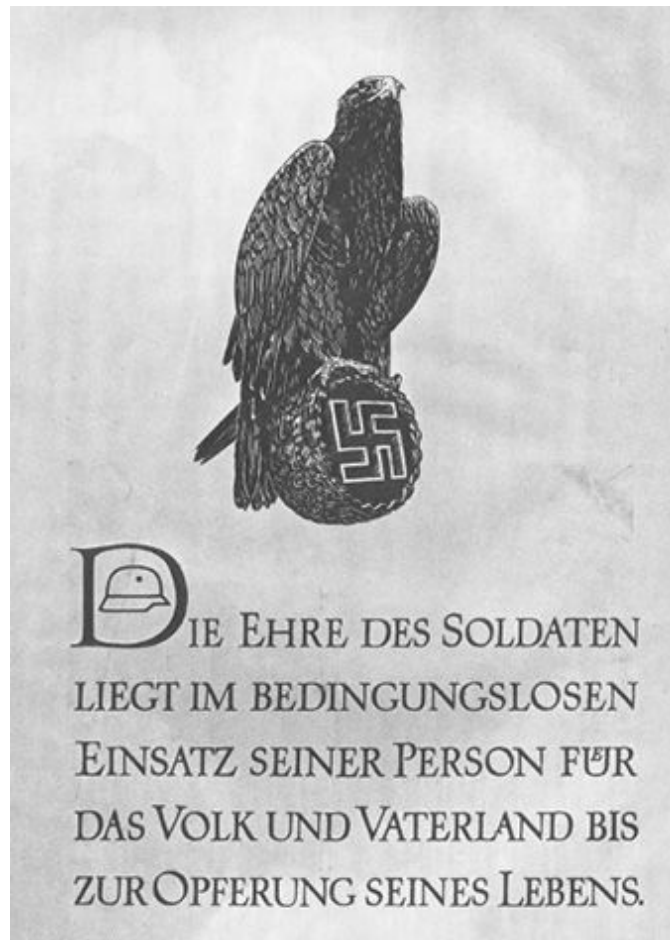 DIE EHRE DES SOLDATEN
LIEGT IM BEDINGUNGSLOSEN
EINSATZ SEINER PERSON FÜR
DAS VOLK UND VATERLAND BIS
ZUR OPFERUNG SEINES LEBENS.